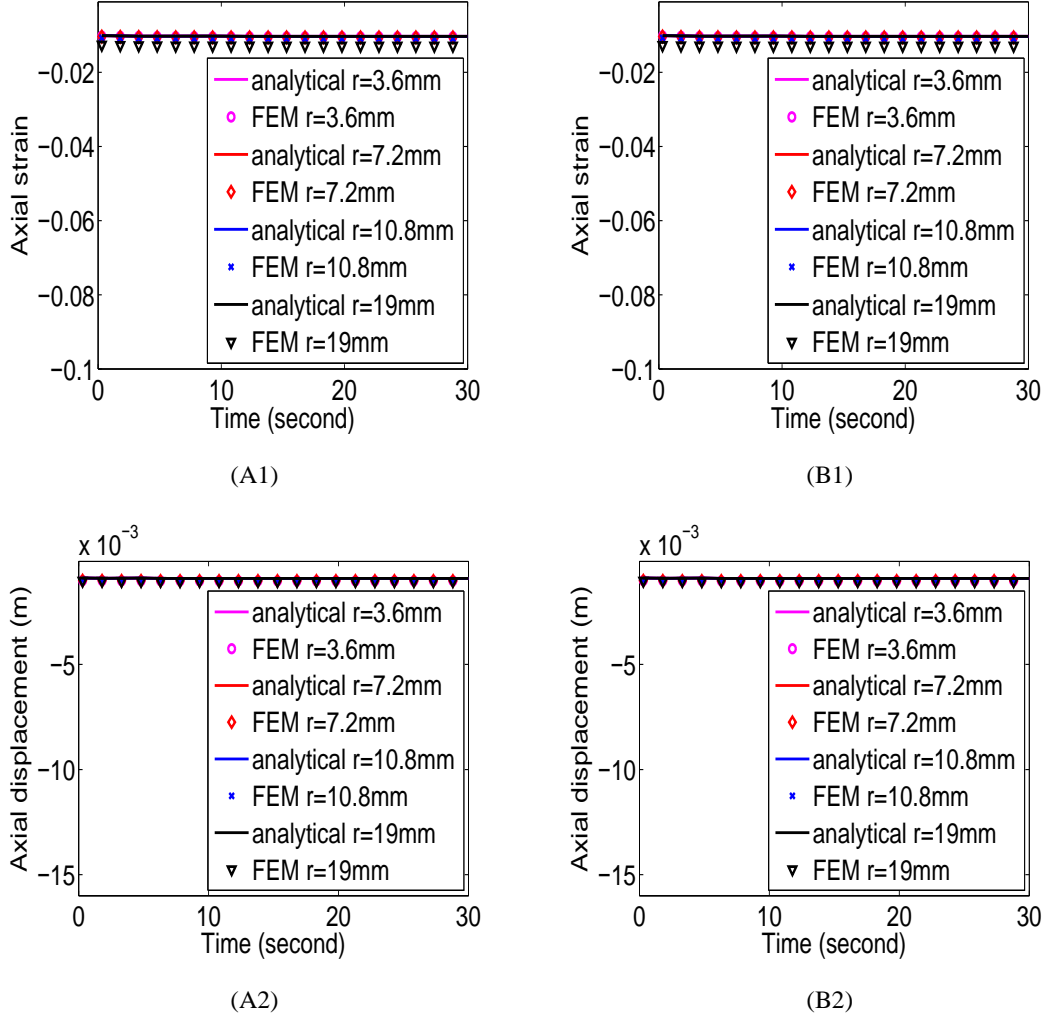 −0.02
−0.04
−0.06
−0.08
−0.1
Axial strain
analytical r=3.6mm
FEM r=3.6mm
analytical r=7.2mm
FEM r=7.2mm
analytical r=10.8mm
FEM r=10.8mm
analytical r=19mm
FEM r=19mm
0 10 20 30
Time (second)
(A1)
−0.02
−0.04
−0.06
−0.08
−0.1
Axial strain
analytical r=3.6mm
FEM r=3.6mm
analytical r=7.2mm
FEM r=7.2mm
analytical r=10.8mm
FEM r=10.8mm
analytical r=19mm
FEM r=19mm
0 10 20 30
Time (second)
(B1)
x 10−3
−5
−10
−15
Axial displacement (m)
analytical r=3.6mm
FEM r=3.6mm
analytical r=7.2mm
FEM r=7.2mm
analytical r=10.8mm
FEM r=10.8mm
analytical r=19mm
FEM r=19mm
0 10 20 30
Time (second)
(A2)
x 10−3
−5
−10
−15
Axial displacement (m)
analytical r=3.6mm
FEM r=3.6mm
analytical r=7.2mm
FEM r=7.2mm
analytical r=10.8mm
FEM r=10.8mm
analytical r=19mm
FEM r=19mm
0 10 20 30
Time (second)
(B2)